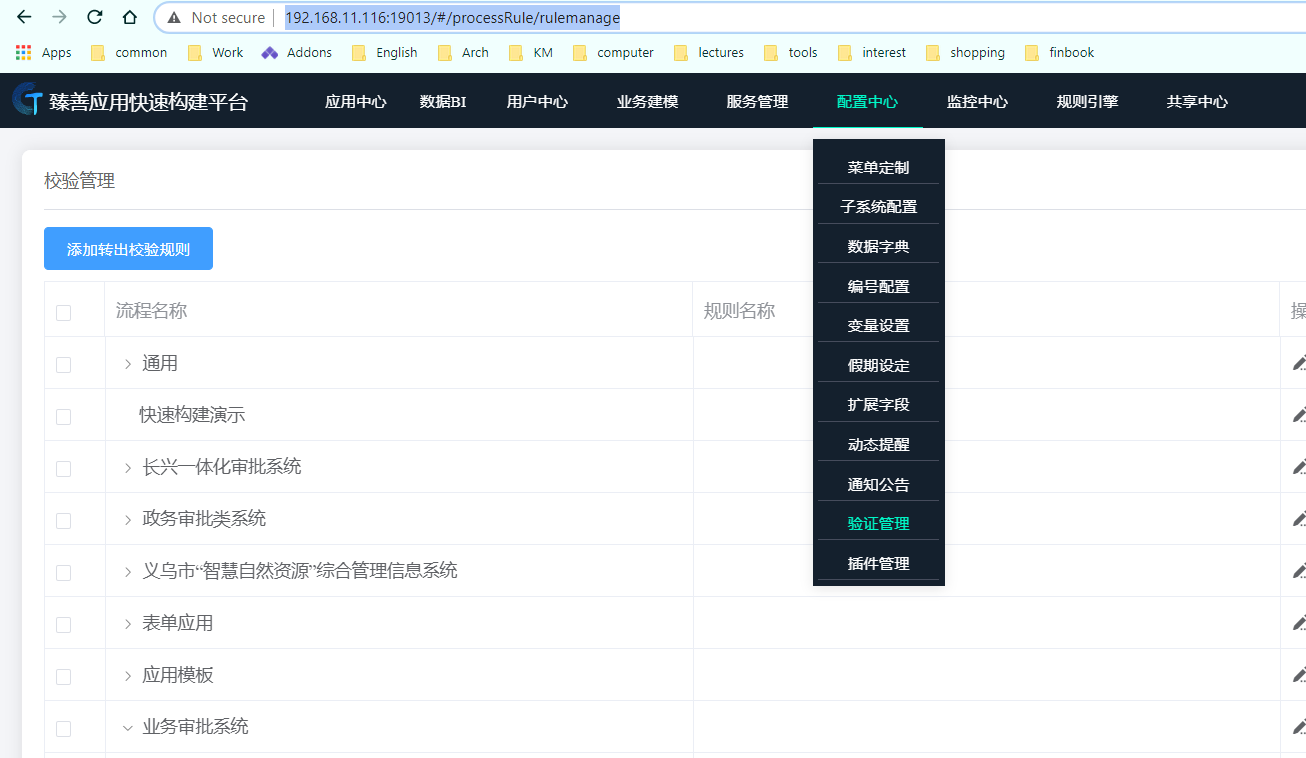 Not secure | 192.168.11.116:19013/#/processRule/rulemanage
Apps common Work Addons English Arch KM computer lectures tools interest shopping finbook
臻善应用快速构建平台 应用中心 数据BI 用户中心 业务建模 服务管理 配置中心 监控中心 规则引擎 共享中心
菜单定制
子系统配置
数据字典
编号配置
变量设置
假期设定
扩展字段
动态提醒
通知公告
验证管理
插件管理
校验管理
添加转出校验规则
流程名称 规则名称 操
通用
快速构建演示
长兴一体化审批系统
政务审批类系统
义乌市“智慧自然资源”综合管理信息系统
表单应用
应用模板
业务审批系统